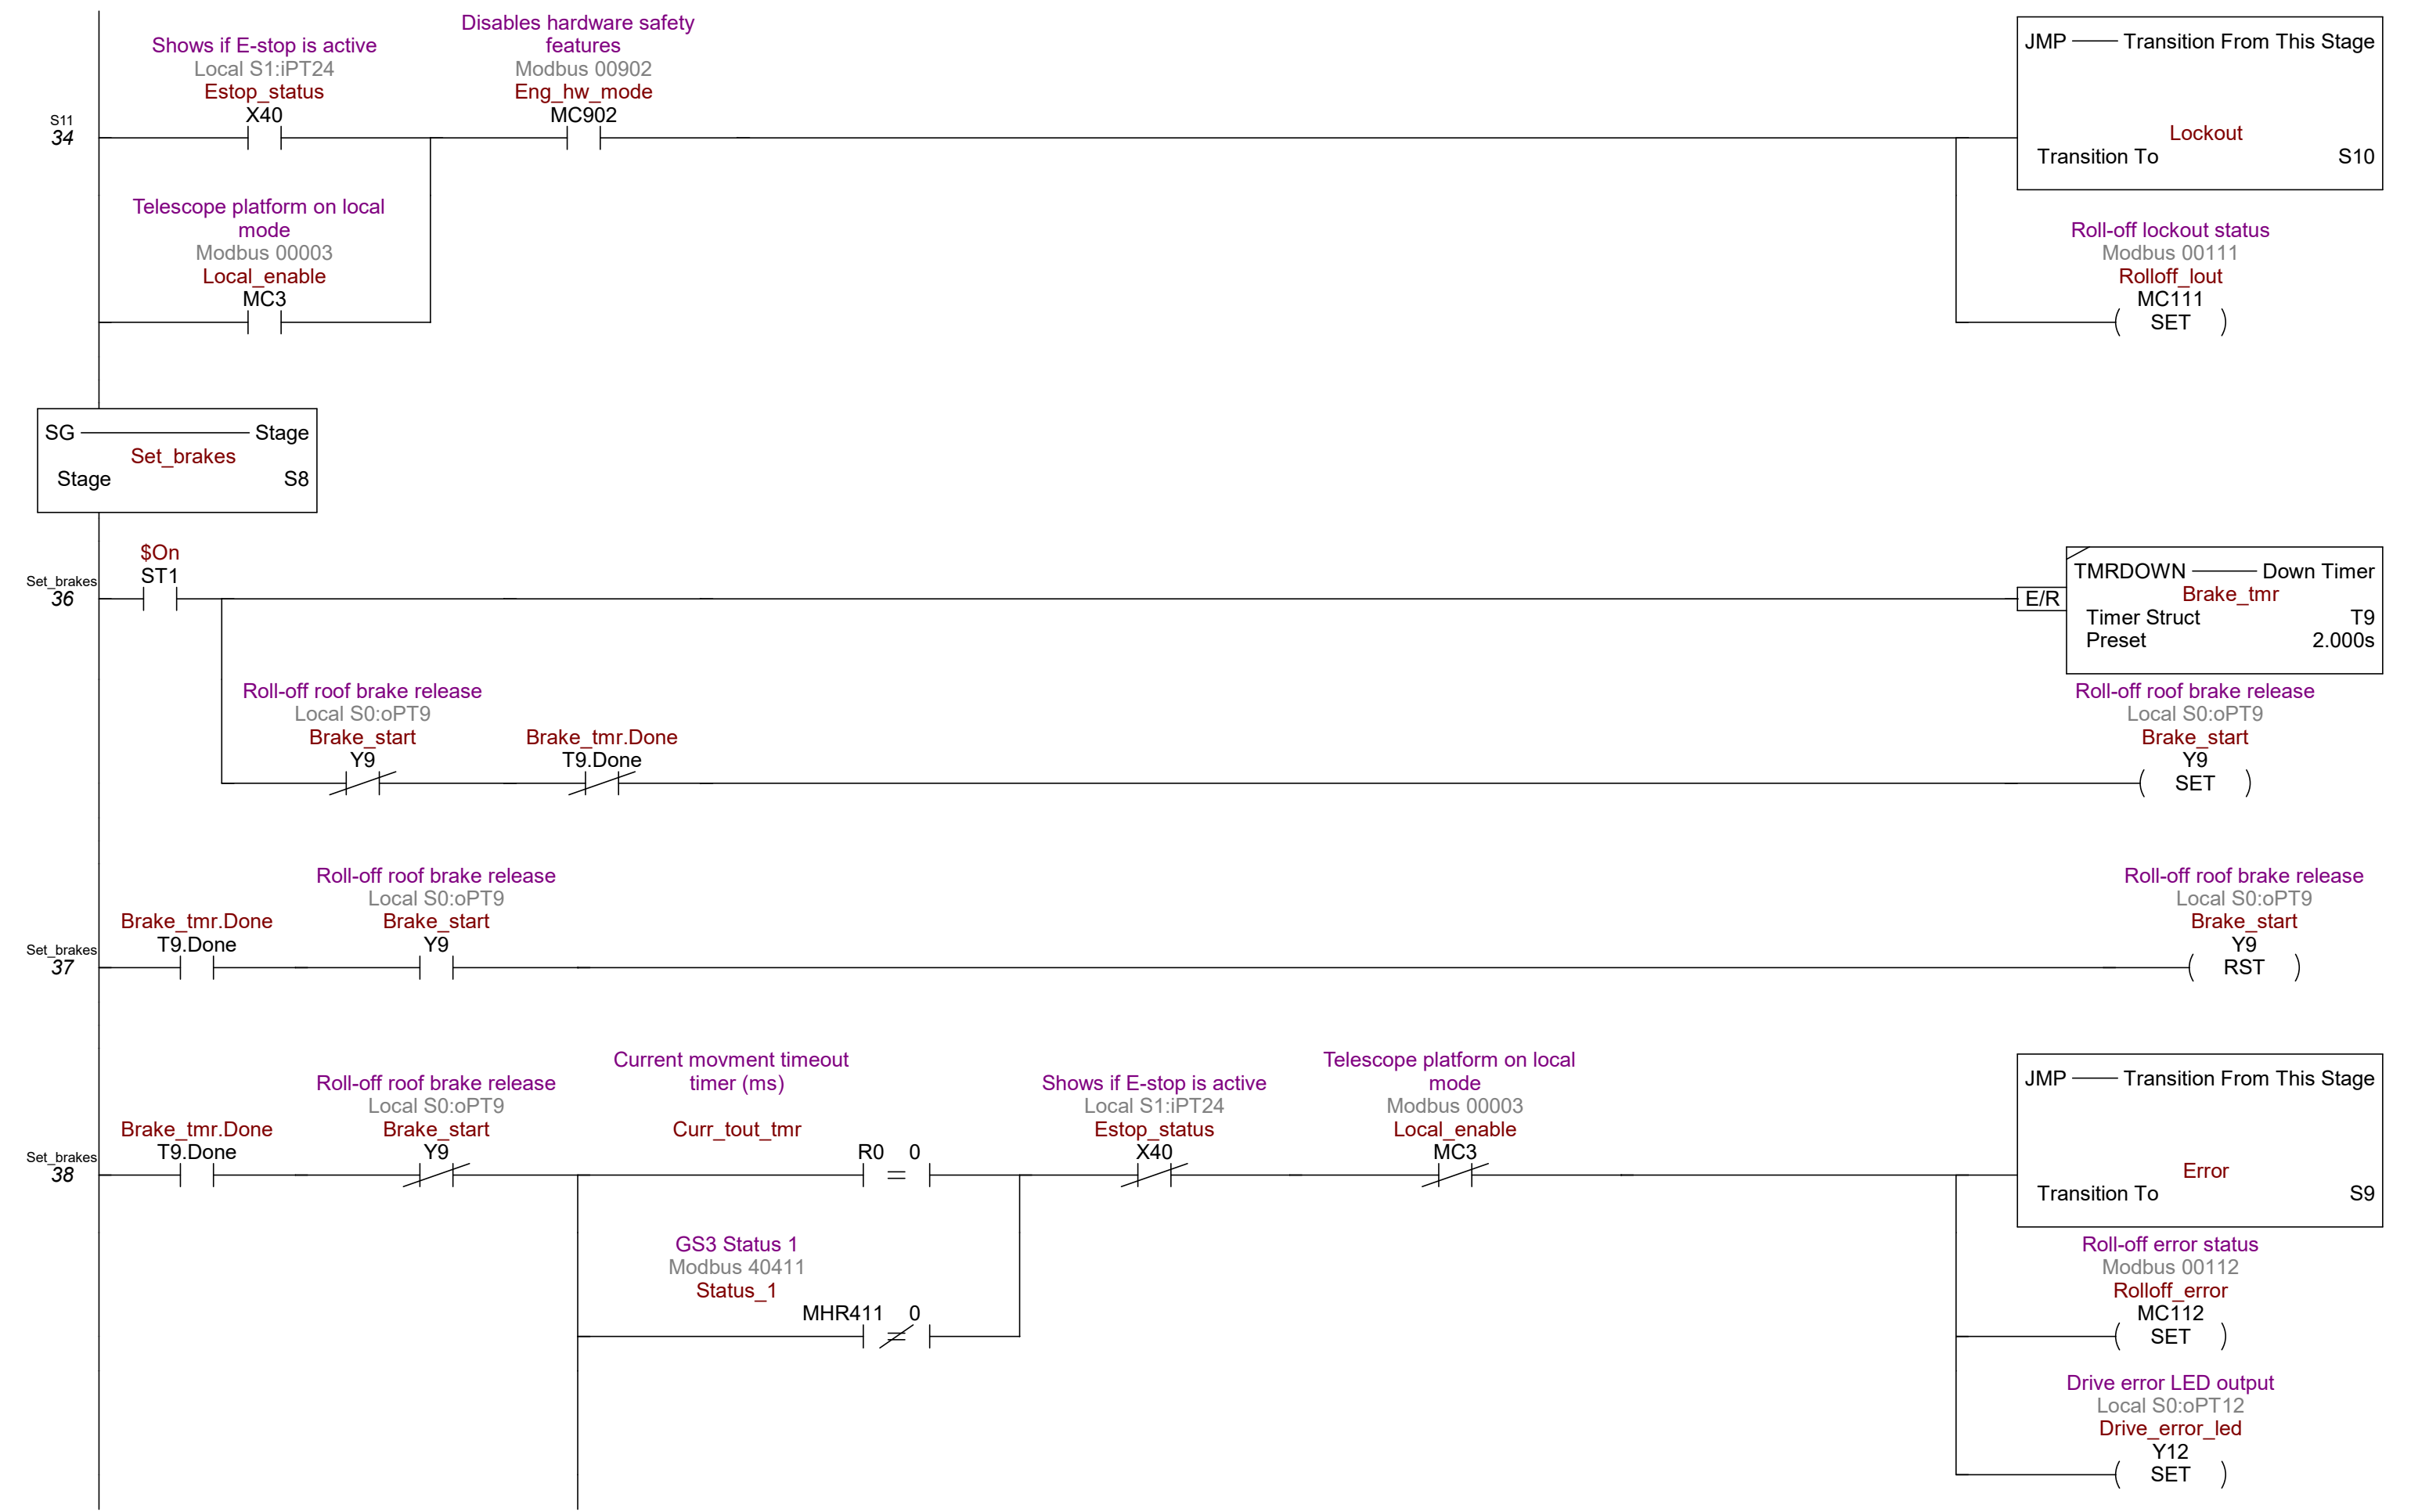 Shows if E-stop is active
Local S1:iPT24
Estop_status
X40
Disables hardware safety
features
Modbus 00902
Eng_hw_mode
MC902
S11
34
JMP Transition From This Stage
Lockout
Transition To S10
Telescope platform on local
mode
Modbus 00003
Local_enable
MC3
Roll-off lockout status
Modbus 00111
Rolloff_lout
MC111
SET
SG Stage
Set_brakes
Stage S8
Set_brakes
36
$On
ST1
E/R
TMRDOWN Down Timer
Brake_tmr
Timer Struct T9
Preset 2.000s
Roll-off roof brake release
Local S0:oPT9
Brake_start
Y9
Brake_tmr.Done
T9.Done
Roll-off roof brake release
Local S0:oPT9
Brake_start
Y9
SET
Set_brakes
37
Brake_tmr.Done
T9.Done
Roll-off roof brake release
Local S0:oPT9
Brake_start
Y9
Roll-off roof brake release
Local S0:oPT9
Brake_start
Y9
RST
Set_brakes
38
Brake_tmr.Done
T9.Done
Roll-off roof brake release
Local S0:oPT9
Brake_start
Y9
Current movment timeout
timer (ms)
Curr_tout_tmr
R0 = 0
Shows if E-stop is active
Local S1:iPT24
Estop_status
X40
Telescope platform on local
mode
Modbus 00003
Local_enable
MC3
JMP Transition From This Stage
Error
Transition To S9
GS3 Status 1
Modbus 40411
Status_1
MHR411 ≠ 0
Roll-off error status
Modbus 00112
Rolloff_error
MC112
SET
Drive error LED output
Local S0:oPT12
Drive_error_led
Y12
SET